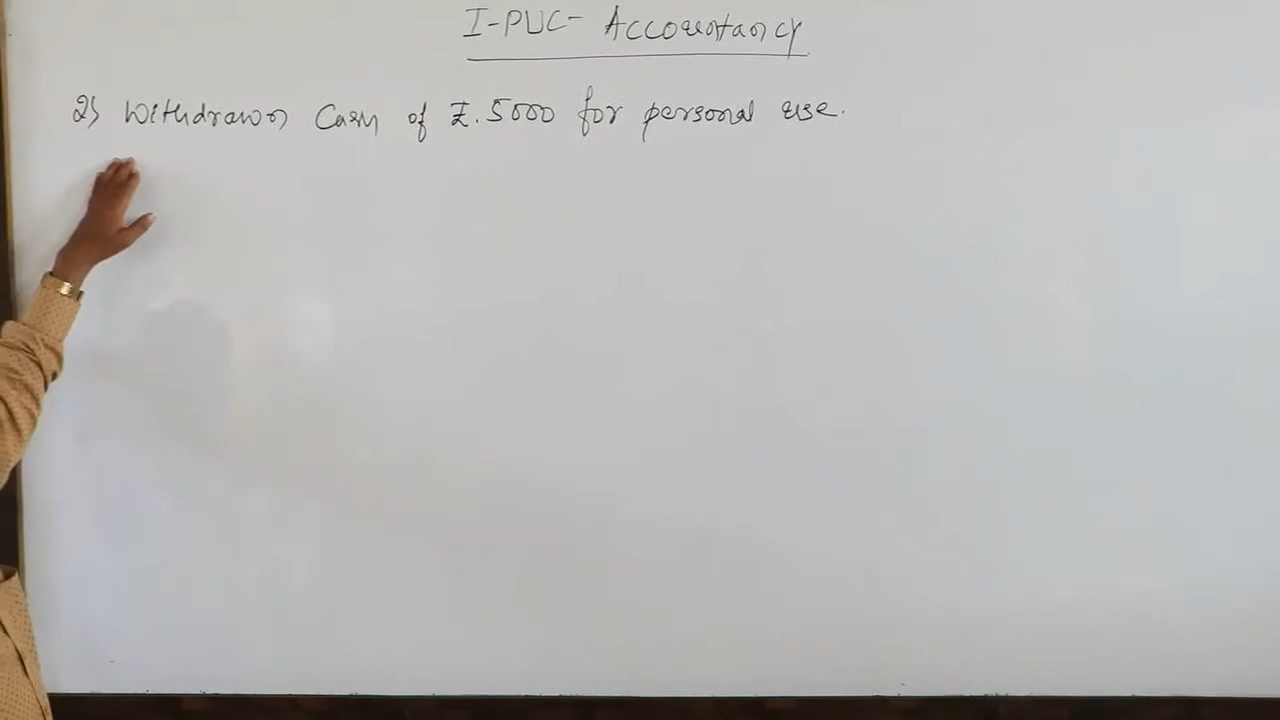 I-PUC- Accountancy
2) Withdrawn Cash of ₹.5000 for personal use.